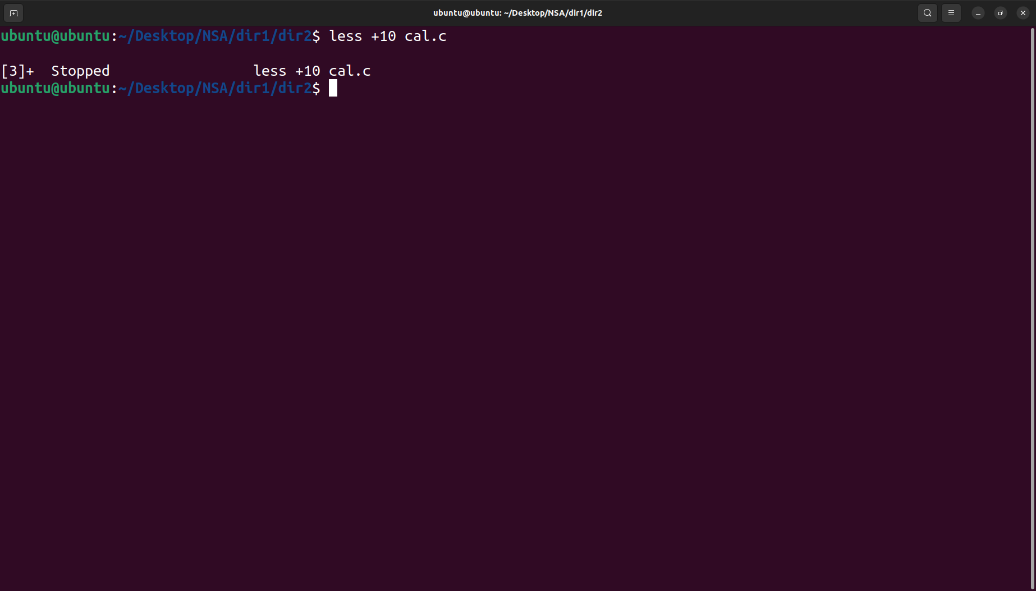 ubuntu@ubuntu: ~/Desktop/NSA/dir1/dir2
ubuntu@ubuntu:~/Desktop/NSA/dir1/dir2$ less +10 cal.c
[3]+  Stopped                 less +10 cal.c
ubuntu@ubuntu:~/Desktop/NSA/dir1/dir2$